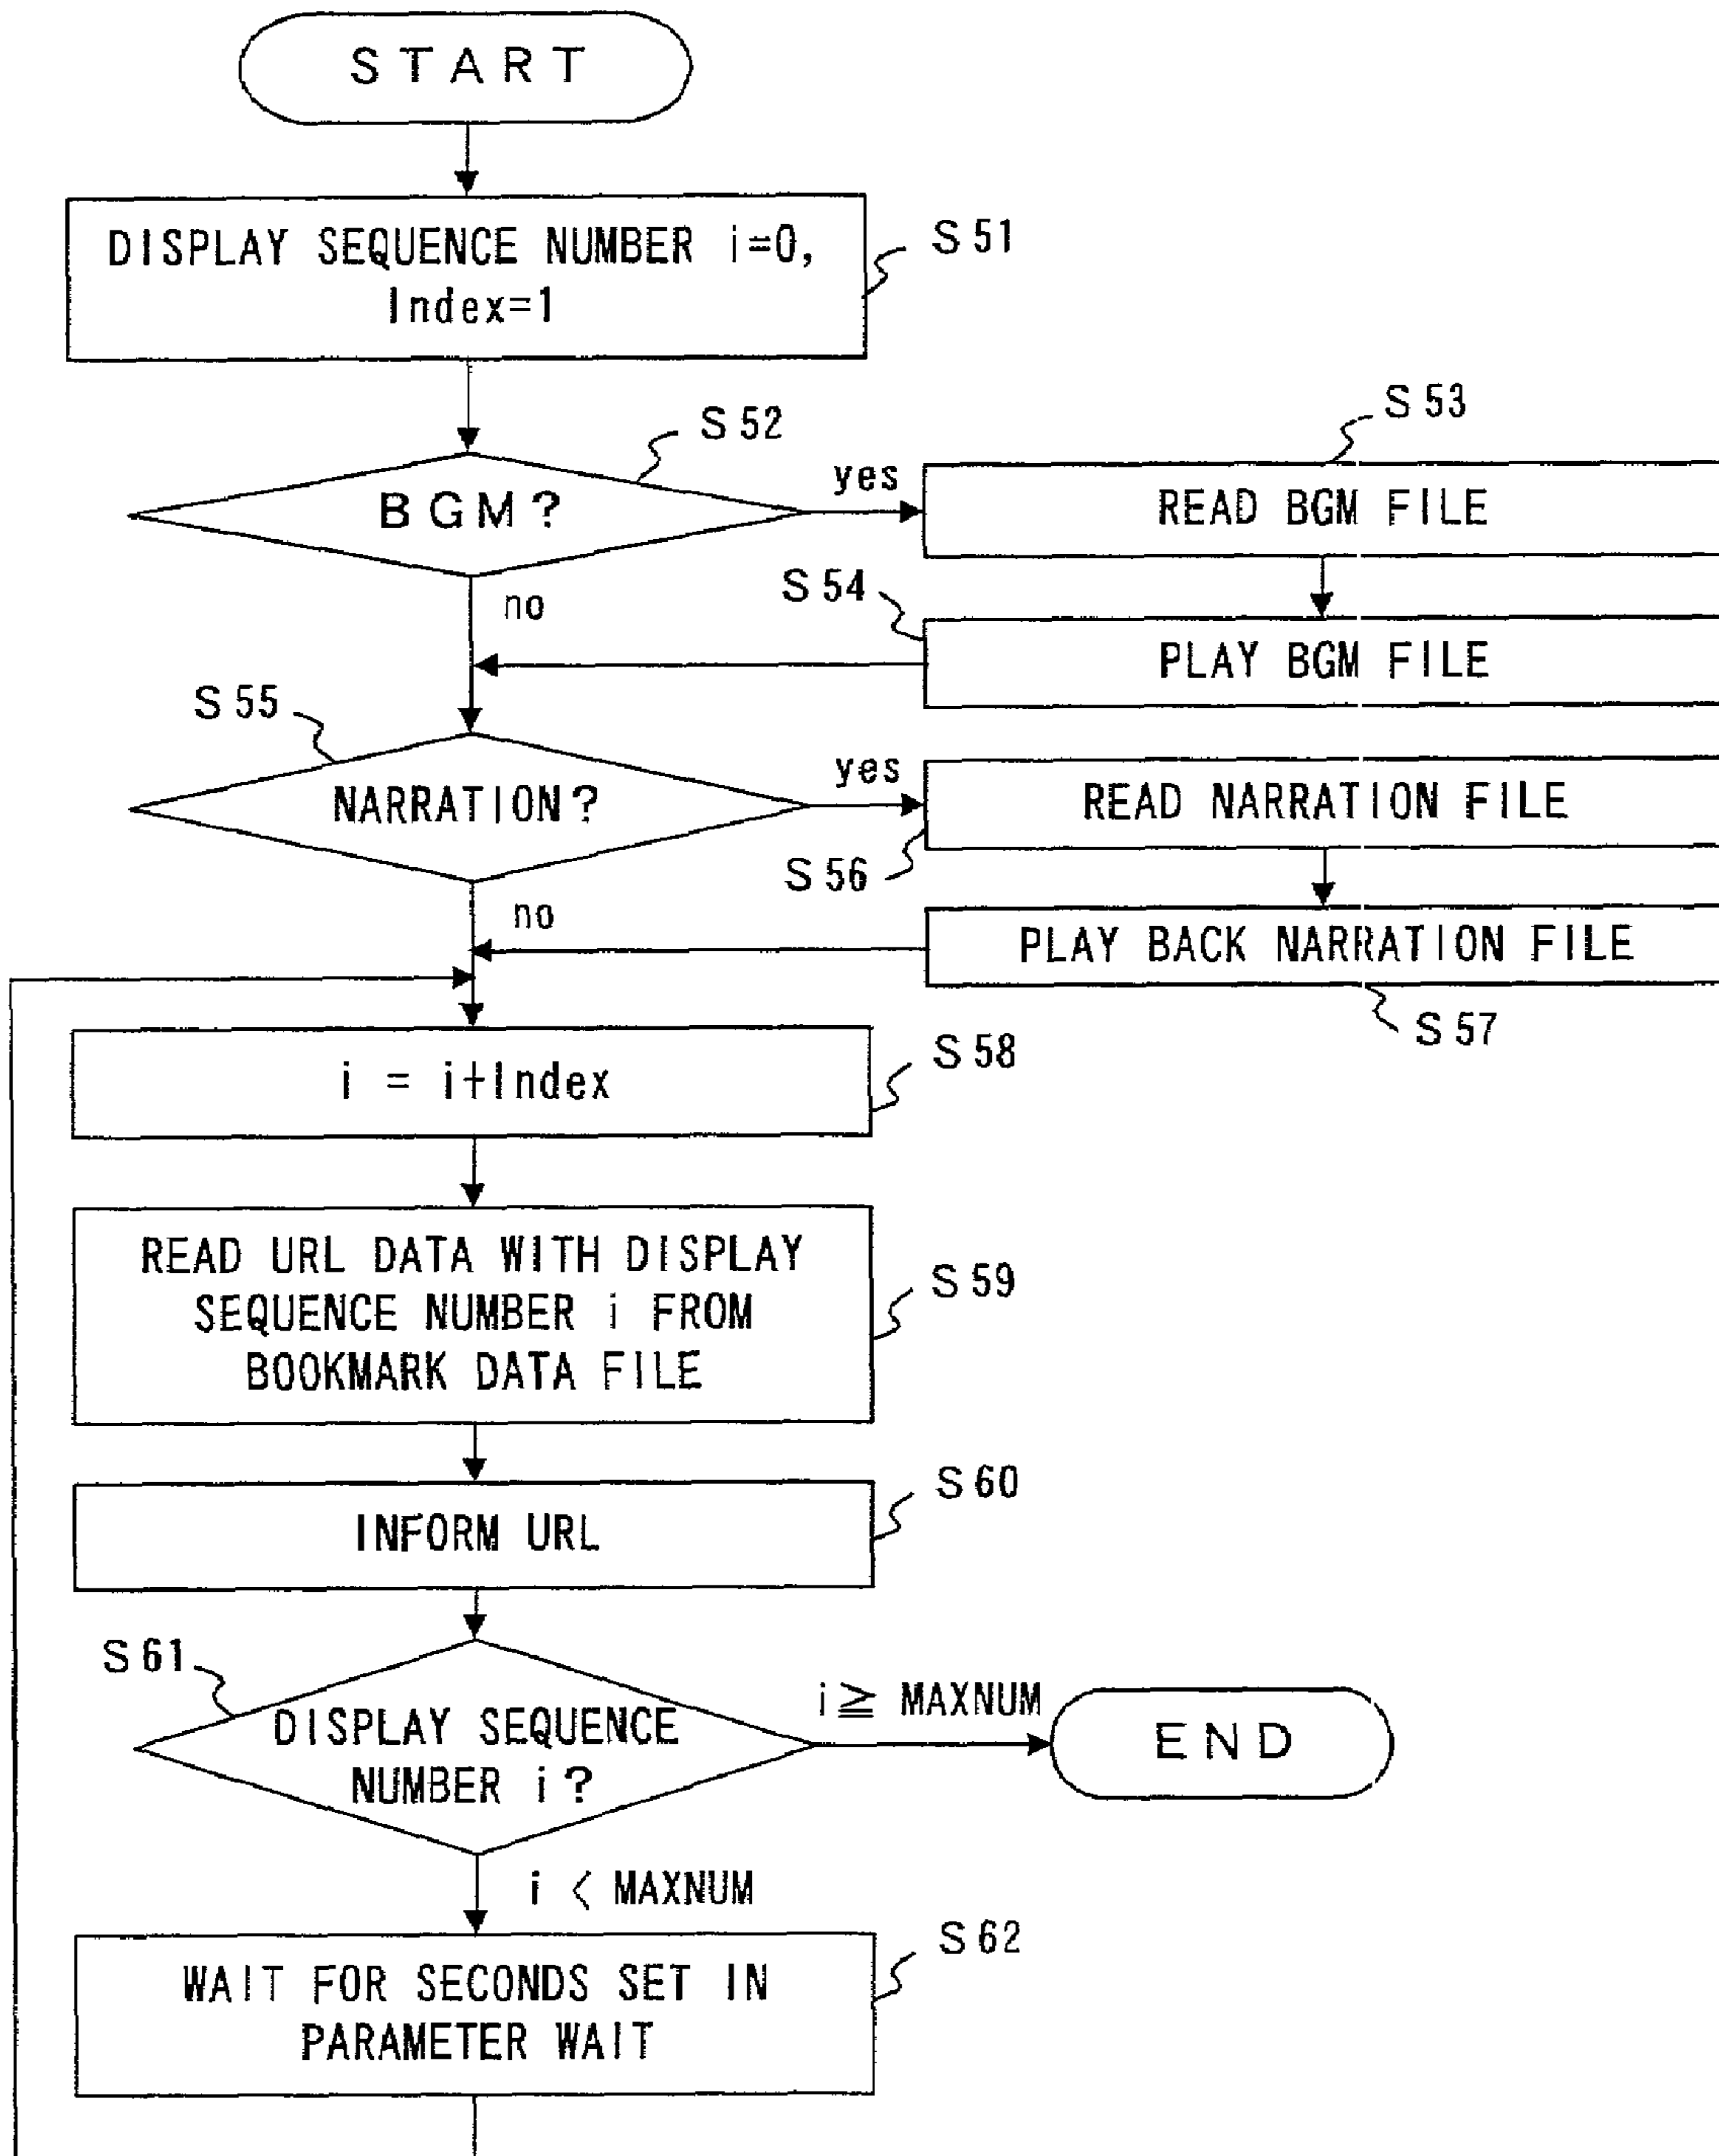 START
DISPLAY SEQUENCE NUMBER i=0,
Index=1
S51
S52
BGM?
yes
no
S53
READ BGM FILE
S54
PLAY BGM FILE
S55
NARRATION?
yes
no
READ NARRATION FILE
S56
PLAY BACK NARRATION FILE
S57
i = i+Index
S58
READ URL DATA WITH DISPLAY
SEQUENCE NUMBER i FROM
BOOKMARK DATA FILE
S59
INFORM URL
S60
S61
DISPLAY SEQUENCE
NUMBER i?
i≧ MAXNUM
END
i < MAXNUM
WAIT FOR SECONDS SET IN
PARAMETER WAIT
S62